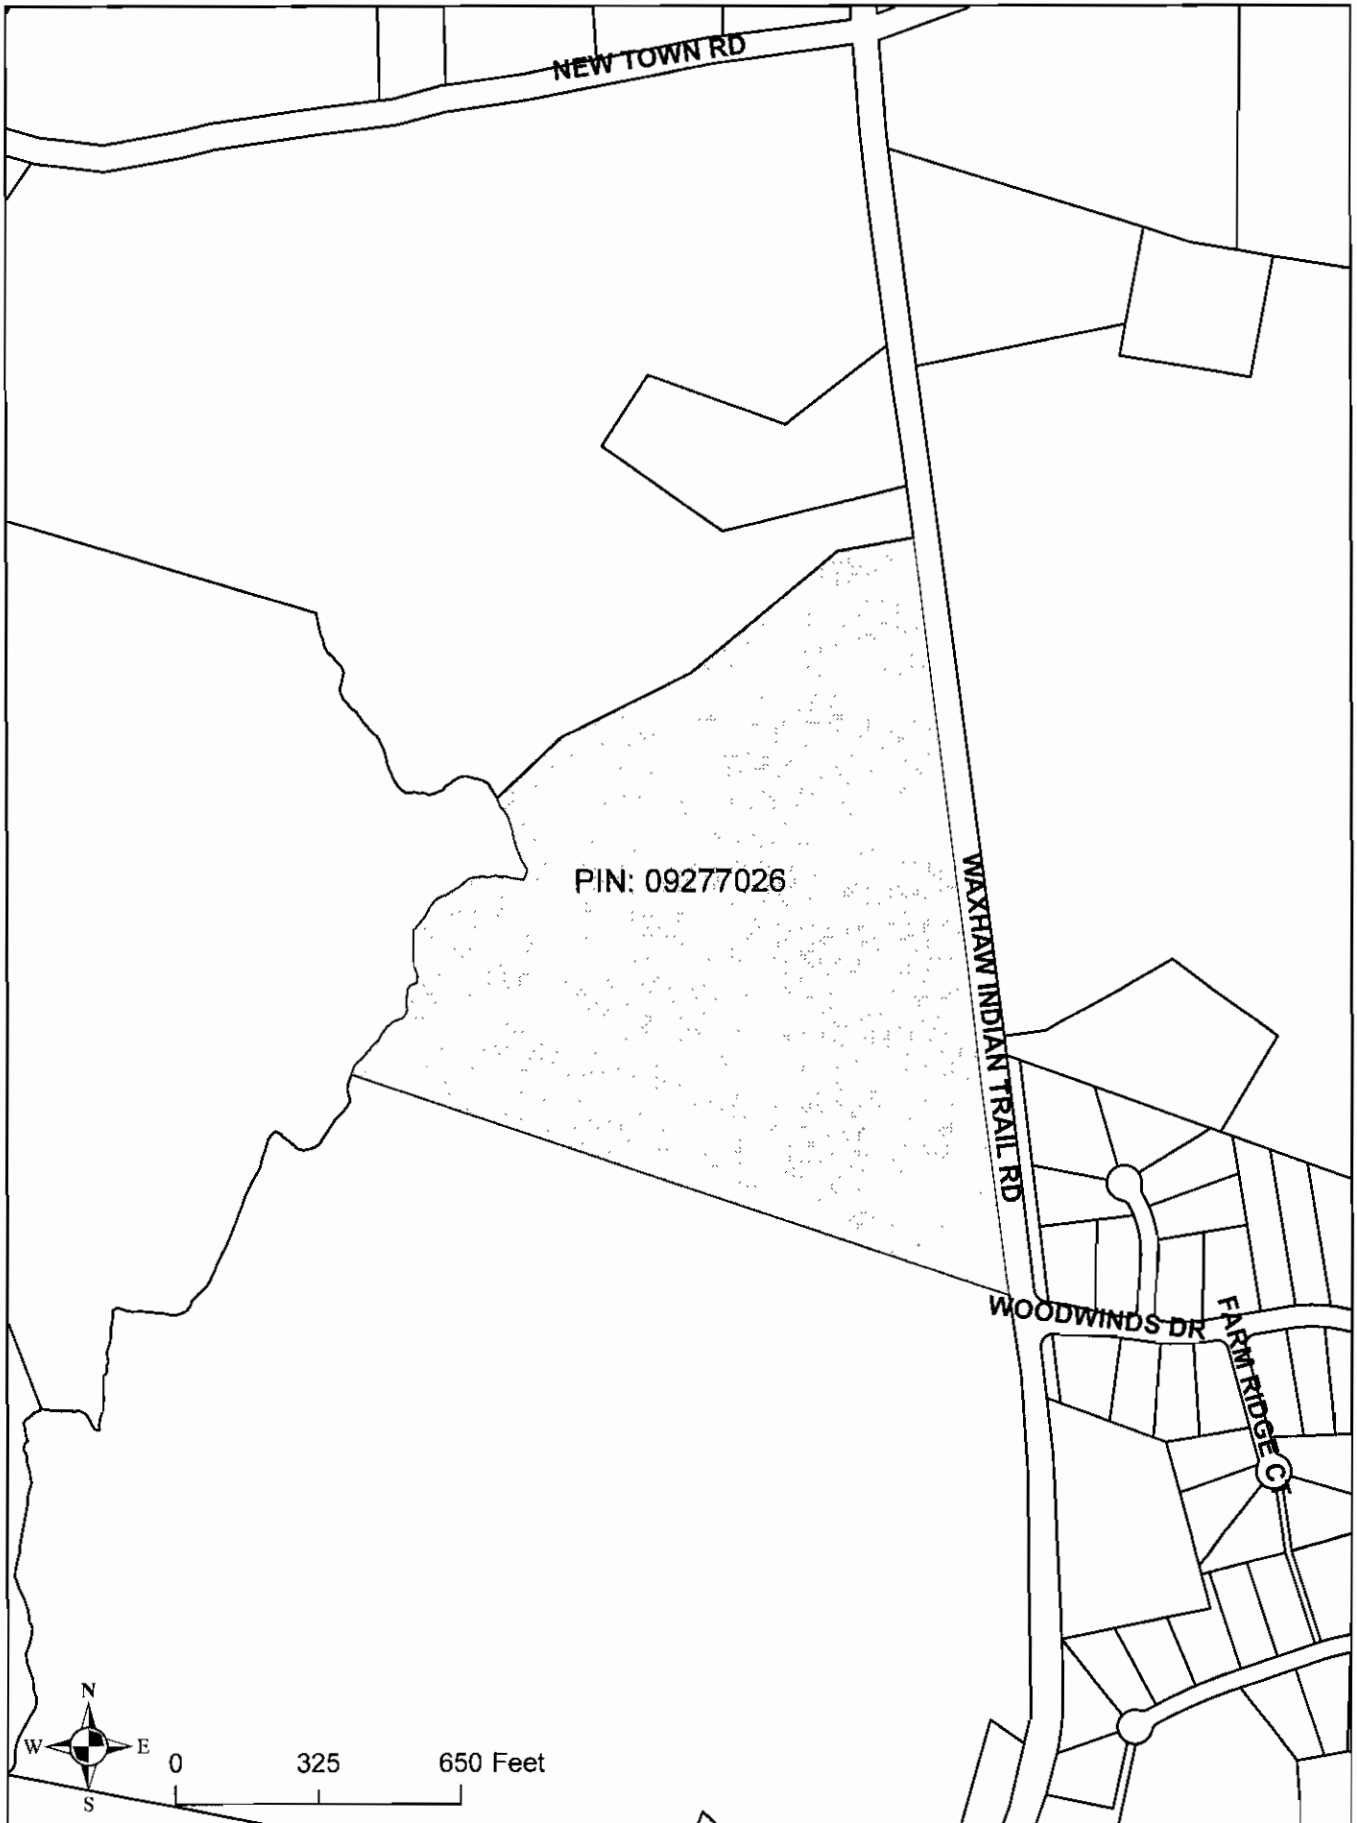 NEW TOWN RD
PIN: 09277026
WAXHAW INDIAN TRAIL RD
WOODWINDS DR
FARM RIDGE CT
N
W E
S
0 325 650 Feet